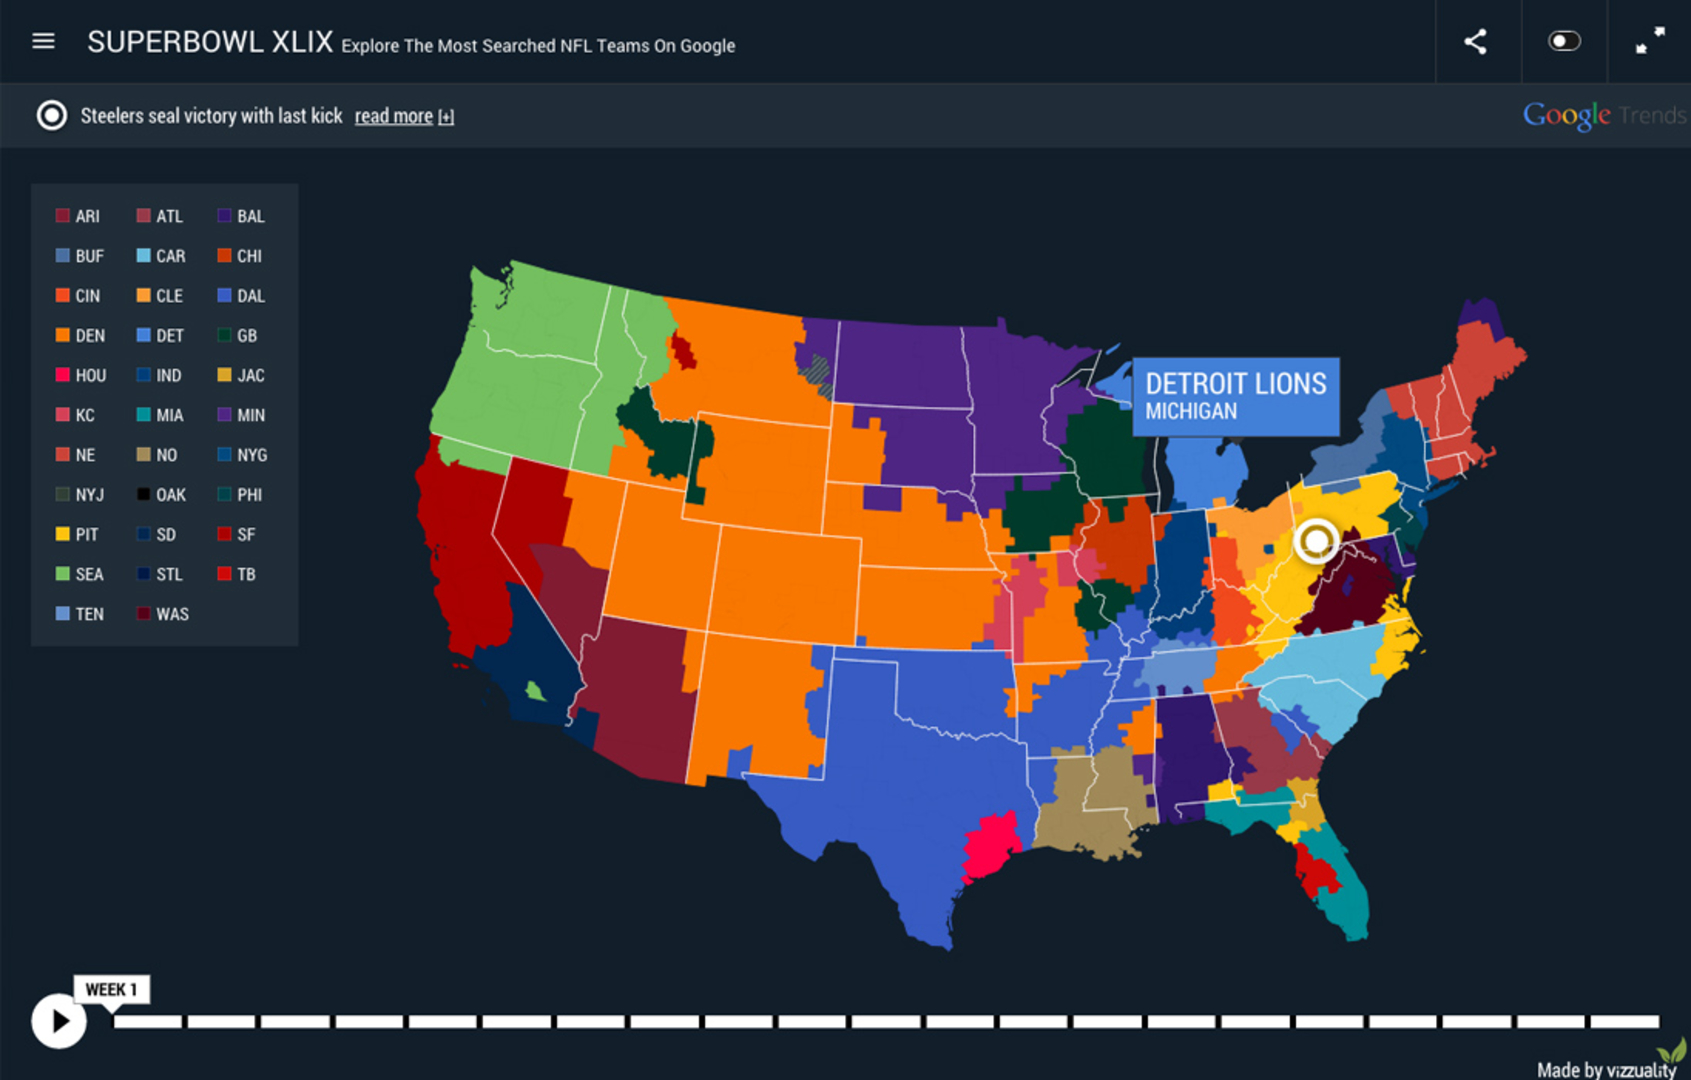 SUPERBOWL XLIX Explore The Most Searched NFL Teams On Google
Steelers seal victory with last kick read more [+]
Google Trends
ARI ATL BAL
BUF CAR CHI
CIN CLE DAL
DEN DET GB
HOU IND JAC
KC MIA MIN
NE NO NYG
NYJ OAK PHI
PIT SD SF
SEA STL TB
TEN WAS
DETROIT LIONS
MICHIGAN
WEEK 1
Made by vizzuality